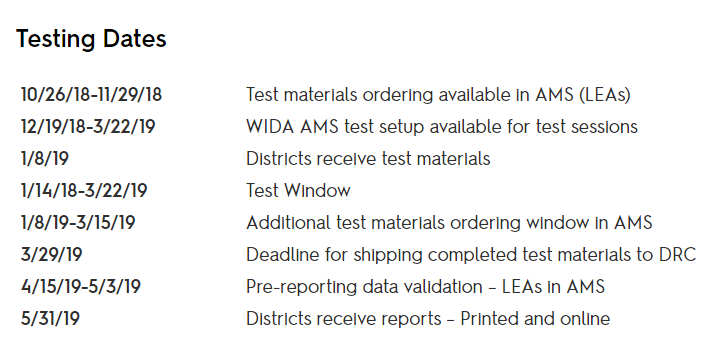 Testing Dates
10/26/18-11/29/18 Test materials ordering available in AMS (LEAs)
12/19/18-3/22/19 WIDA AMS test setup available for test sessions
1/8/19 Districts receive test materials
1/14/18-3/22/19 Test Window
1/8/19-3/15/19 Additional test materials ordering window in AMS
3/29/19 Deadline for shipping completed test materials to DRC
4/15/19-5/3/19 Pre-reporting data validation – LEAs in AMS
5/31/19 Districts receive reports – Printed and online